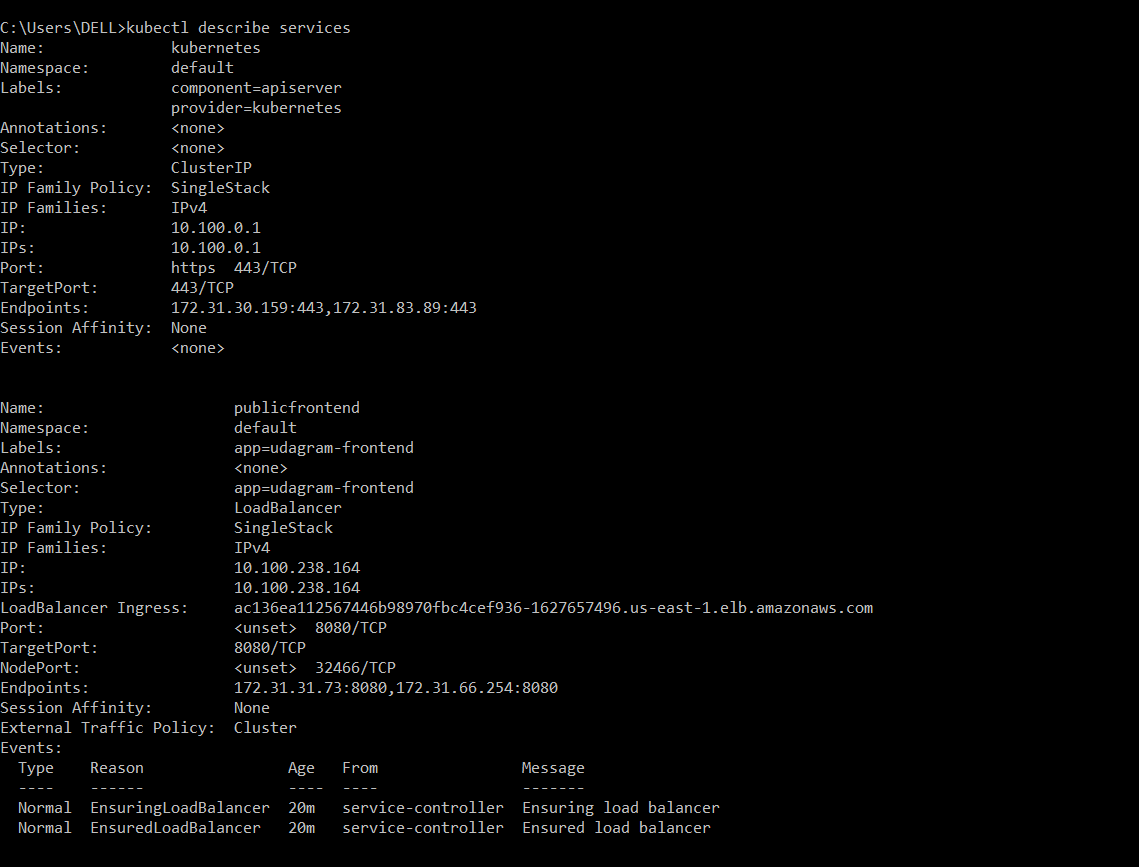 C:\Users\DELL>kubectl describe services
Name:              kubernetes
Namespace:         default
Labels:            component=apiserver
                   provider=kubernetes
Annotations:       <none>
Selector:          <none>
Type:              ClusterIP
IP Family Policy:  SingleStack
IP Families:       IPv4
IP:                10.100.0.1
IPs:               10.100.0.1
Port:              https  443/TCP
TargetPort:        443/TCP
Endpoints:         172.31.30.159:443,172.31.83.89:443
Session Affinity:  None
Events:            <none>
Name:                     publicfrontend
Namespace:                default
Labels:                   app=udagram-frontend
Annotations:              <none>
Selector:                 app=udagram-frontend
Type:                     LoadBalancer
IP Family Policy:         SingleStack
IP Families:              IPv4
IP:                       10.100.238.164
IPs:                      10.100.238.164
LoadBalancer Ingress:     ac136ea112567446b98970fbc4cef936-1627657496.us-east-1.elb.amazonaws.com
Port:                     <unset>  8080/TCP
TargetPort:               8080/TCP
NodePort:                 <unset>  32466/TCP
Endpoints:                172.31.31.73:8080,172.31.66.254:8080
Session Affinity:         None
External Traffic Policy:  Cluster
Events:
  Type    Reason                Age   From                Message
  ----    ------                ----  ----                -------
  Normal  EnsuringLoadBalancer  20m   service-controller  Ensuring load balancer
  Normal  EnsuredLoadBalancer   20m   service-controller  Ensured load balancer